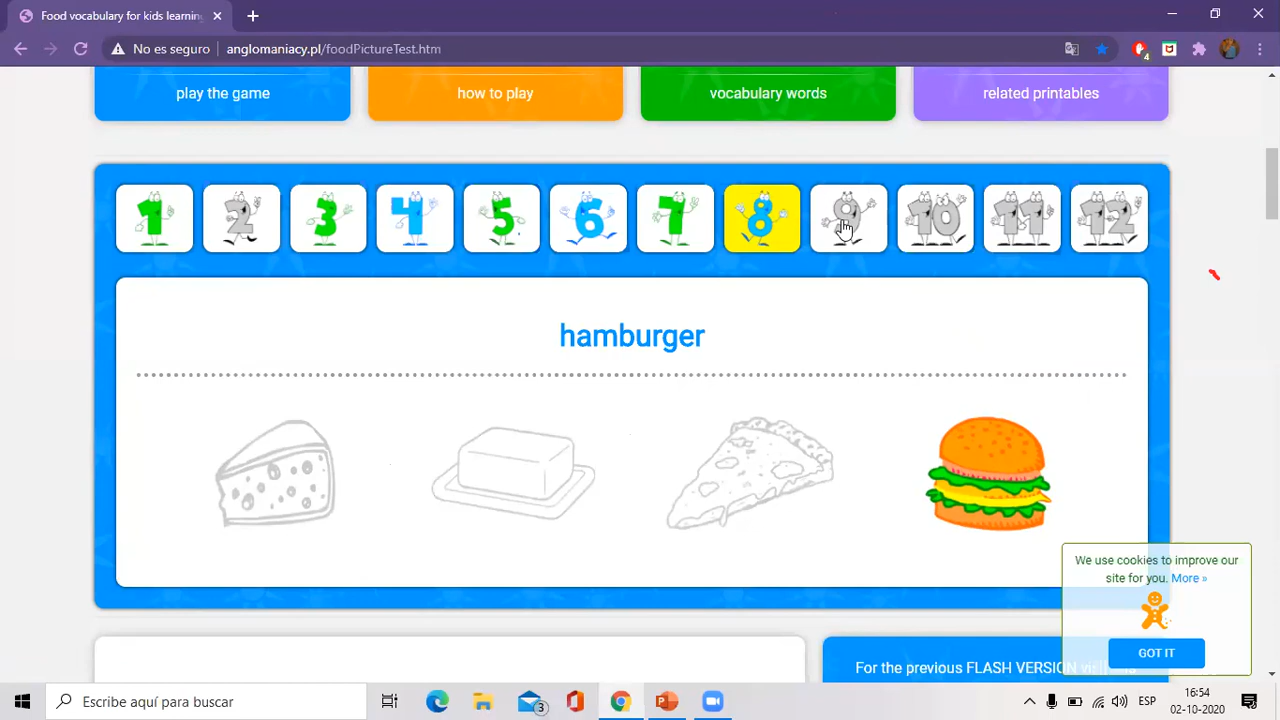 Food vocabulary for kids learning
No es seguro
anglomaniacy.pl/foodPictureTest.htm
4
play the game
how to play
vocabulary words
related printables
1 2 3 4 5 6 7 8 9 10 11 12
hamburger
We use cookies to improve our
site for you. More »
GOT IT
For the previous FLASH VERSION
Escribe aquí para buscar
3
ESP
16:54
02-10-2020